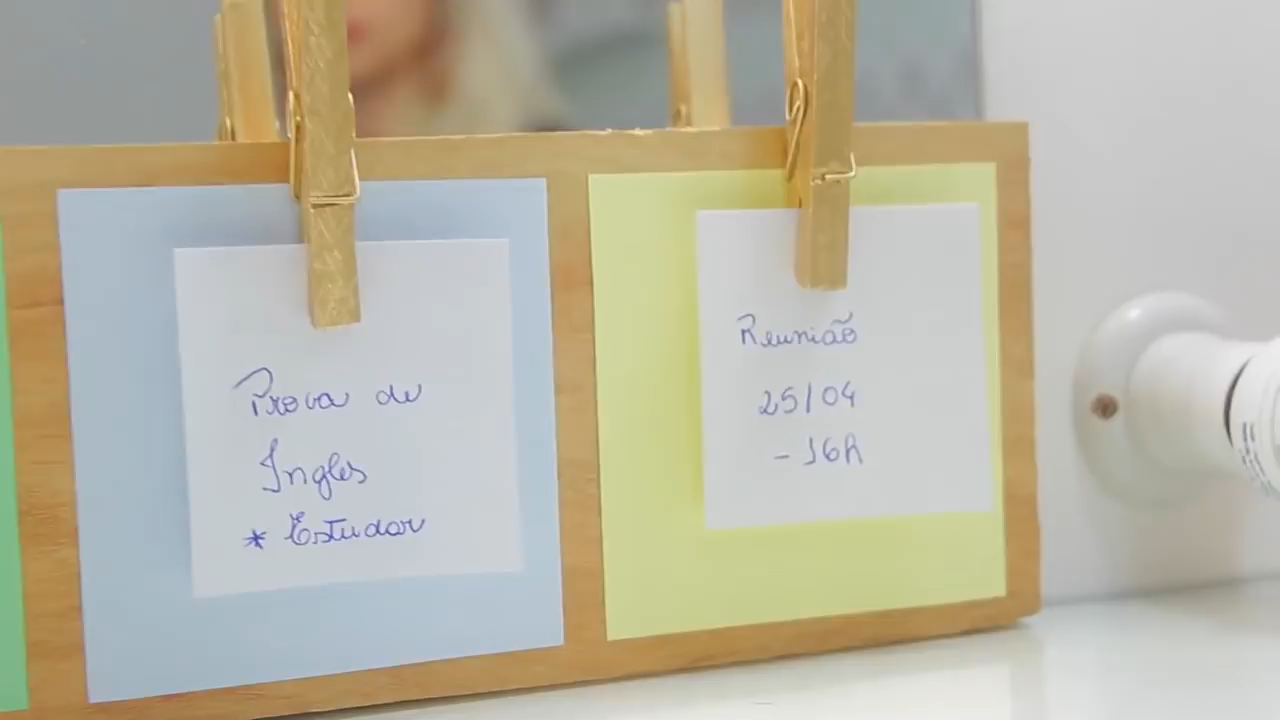 Prova de
Ingles
* Estudar
Reunião
25/04
- 16h